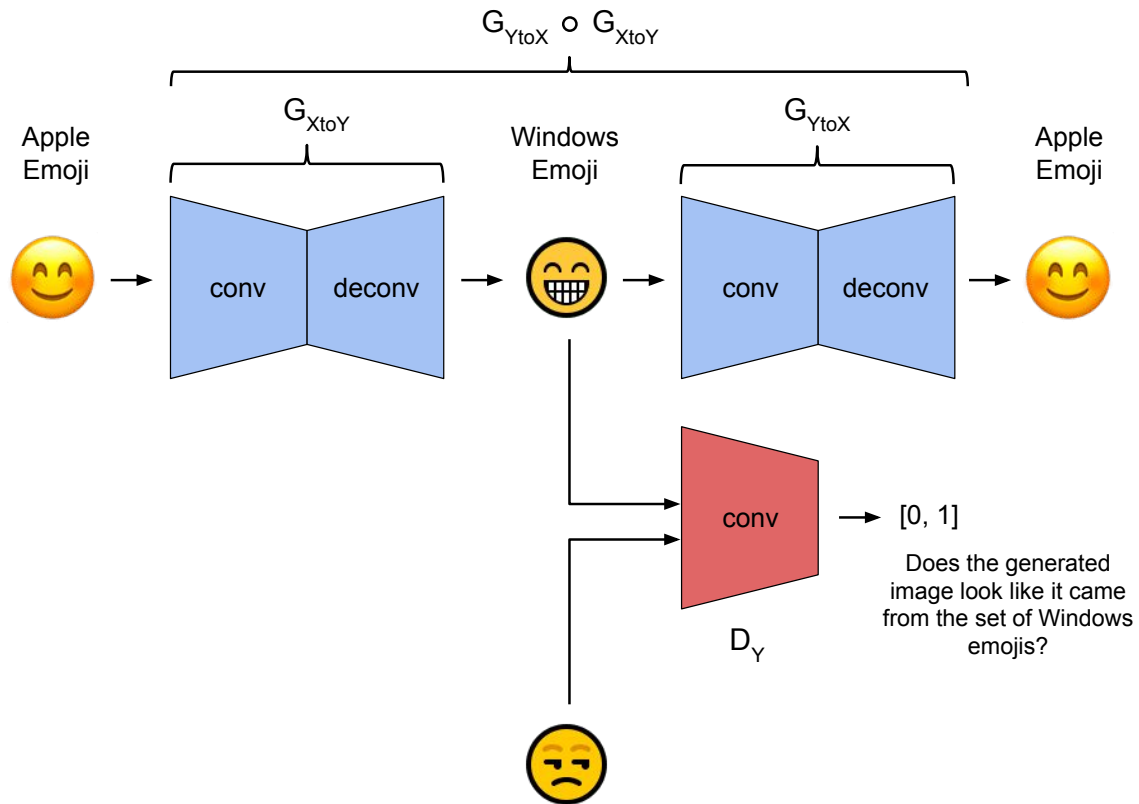 G_YtoX ∘ G_XtoY
G_XtoY
G_YtoX
Apple
Emoji
Windows
Emoji
Apple
Emoji
conv
deconv
conv
deconv
conv
[0, 1]
Does the generated
image look like it came
from the set of Windows
emojis?
D_Y